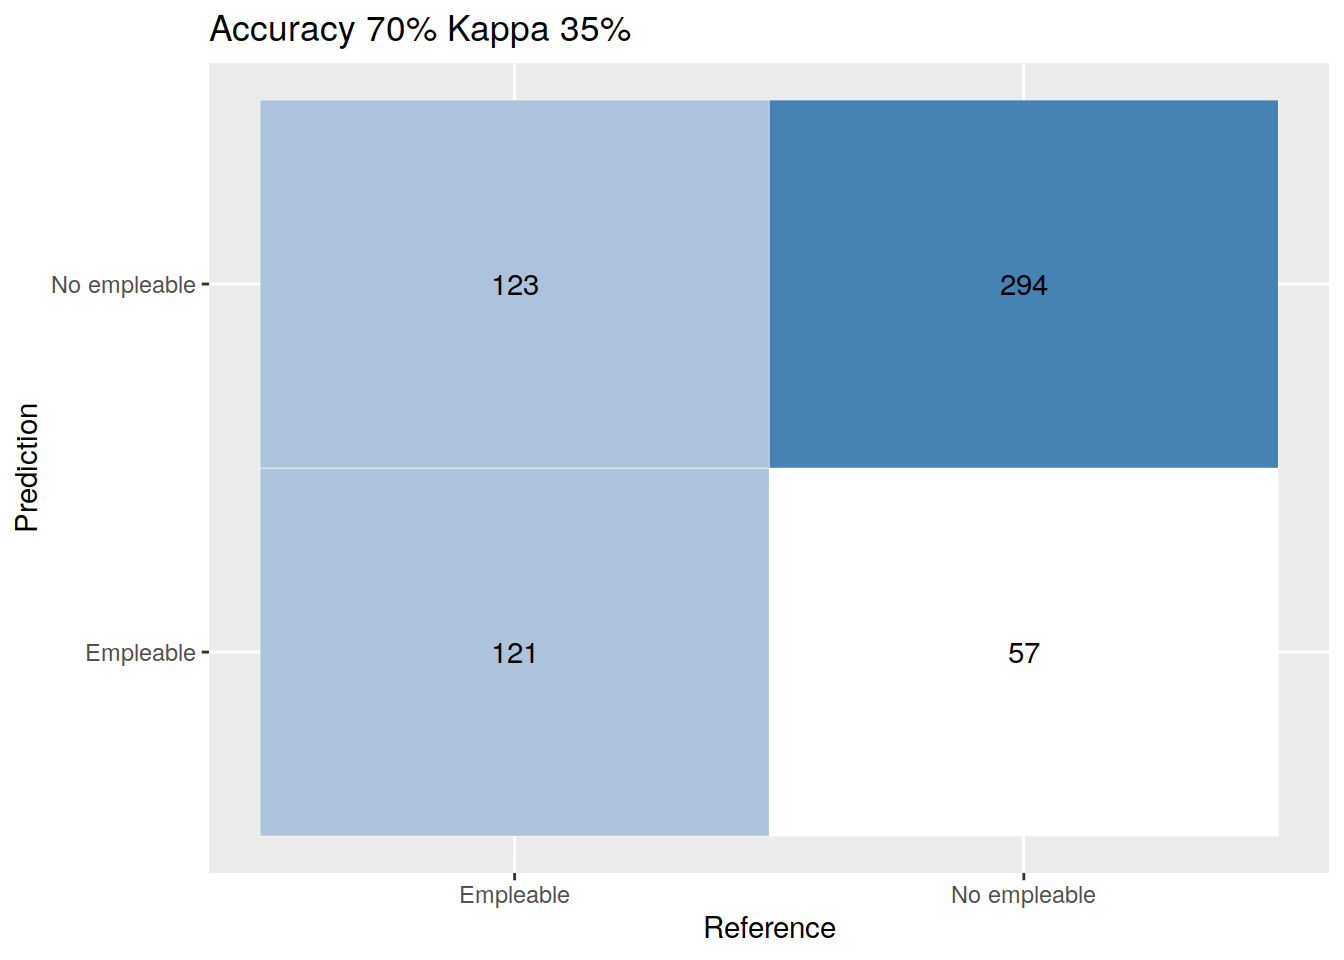 Accuracy 70% Kappa 35%
No empleable
123
294
Prediction
Empleable
121
57
Empleable
No empleable
Reference